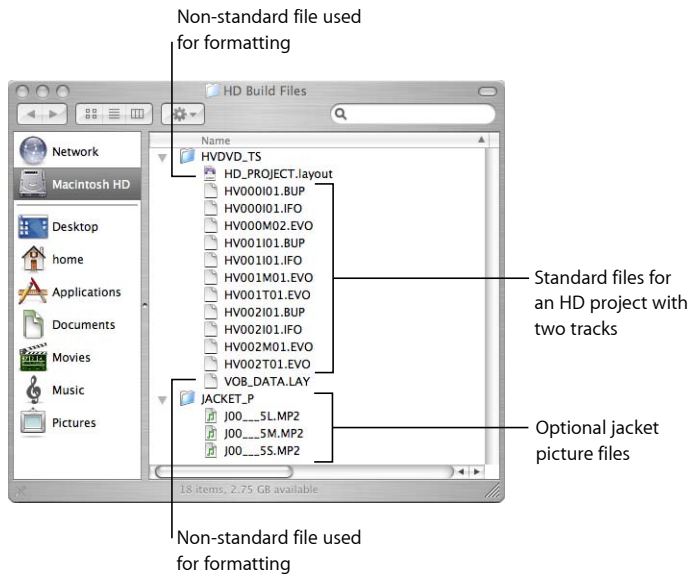 Non-standard file used
for formatting
HD Build Files
Network
Macintosh HD
Desktop
home
Applications
Documents
Movies
Music
Pictures
Name
HVDVD_TS
HD_PROJECT.layout
HV000I01.BUP
HV000I01.IFO
HV000M02.EVO
HV001I01.BUP
HV001I01.IFO
HV001M01.EVO
HV001T01.EVO
HV002I01.BUP
HV002I01.IFO
HV002M01.EVO
HV002T01.EVO
VOB_DATA.LAY
JACKET_P
J00___5L.MP2
J00___5M.MP2
J00___5S.MP2
18 items, 2.75 GB available
Standard files for
an HD project with
two tracks
Optional jacket
picture files
Non-standard file used
for formatting